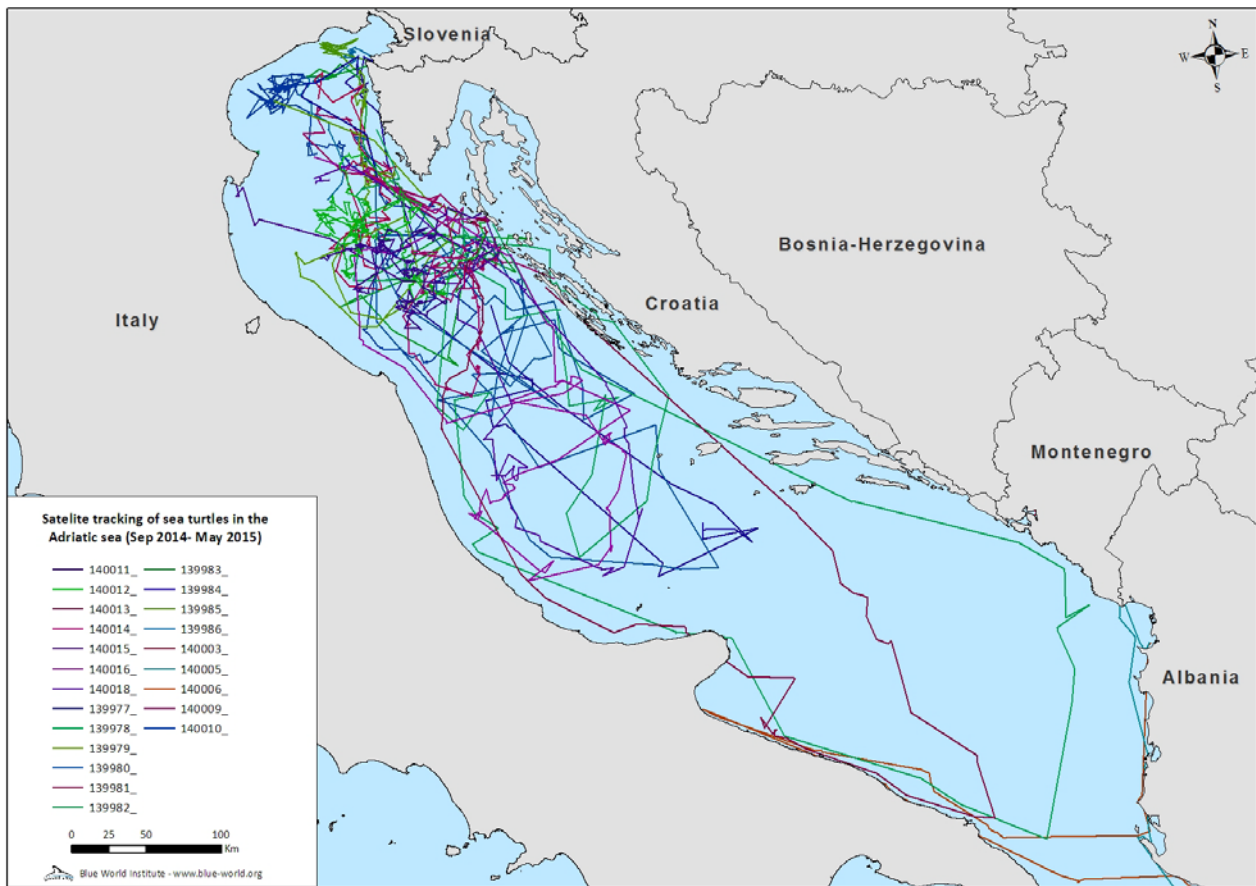 N
W E
S
Slovenia
Bosnia-Herzegovina
Croatia
Italy
Montenegro
Albania
Satelite tracking of sea turtles in the
Adriatic sea (Sep 2014- May 2015)
140011_ 139983_
140012_ 139984_
140013_ 139985_
140014_ 139986_
140015_ 140003_
140016_ 140005_
140018_ 140006_
139977_ 140009_
139978_ 140010_
139979_
139980_
139981_
139982_
0 25 50 100
Km
Blue World Institute - www.blue-world.org